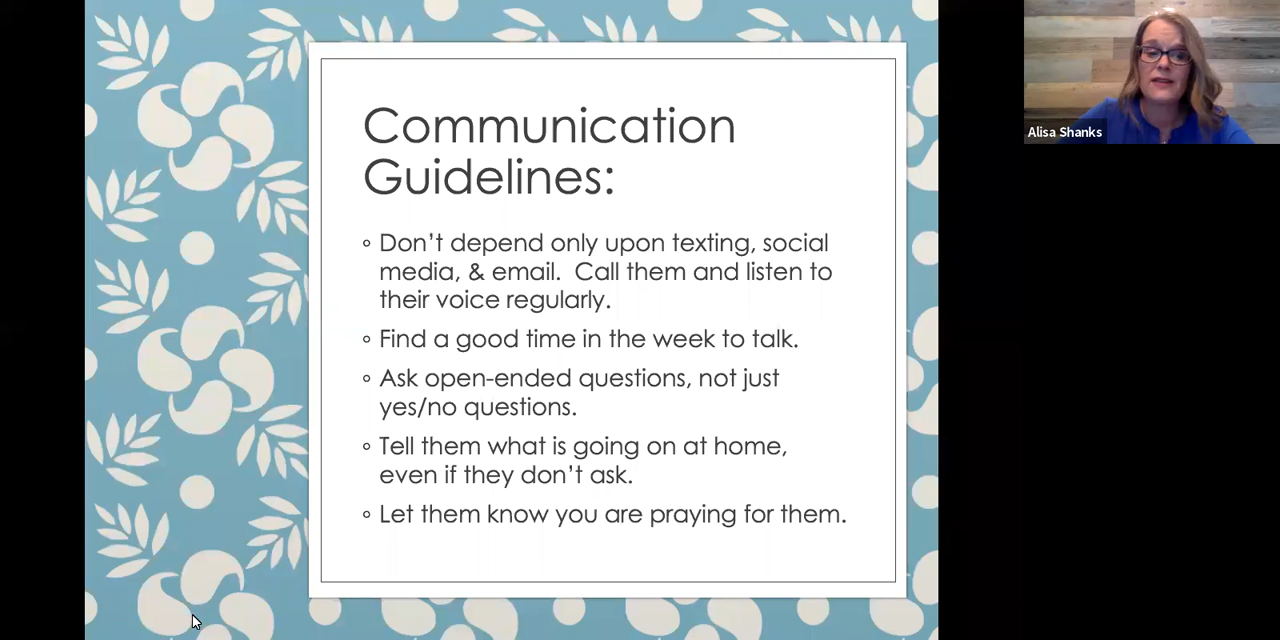 Communication
Guidelines:
Don't depend only upon texting, social
media, & email.  Call them and listen to
their voice regularly.
Find a good time in the week to talk.
Ask open-ended questions, not just
yes/no questions.
Tell them what is going on at home,
even if they don't ask.
Let them know you are praying for them.
Alisa Shanks